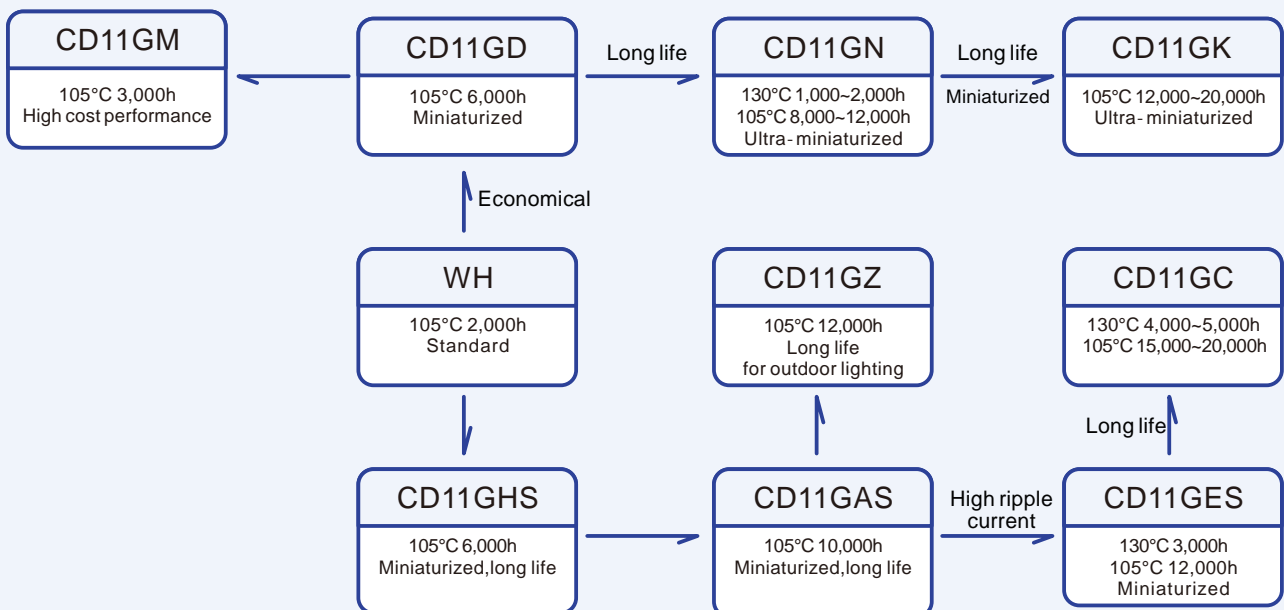 CD11GM
105°C 3,000h
High cost performance
CD11GD
105°C 6,000h
Miniaturized
Long life
CD11GN
130°C 1,000~2,000h
105°C 8,000~12,000h
Ultra-miniaturized
Long life
Miniaturized
CD11GK
105°C 12,000~20,000h
Ultra-miniaturized
Economical
WH
105°C 2,000h
Standard
CD11GZ
105°C 12,000h
Long life
for outdoor lighting
CD11GC
130°C 4,000~5,000h
105°C 15,000~20,000h
Long life
CD11GHS
105°C 6,000h
Miniaturized,long life
CD11GAS
105°C 10,000h
Miniaturized,long life
High ripple
current
CD11GES
130°C 3,000h
105°C 12,000h
Miniaturized